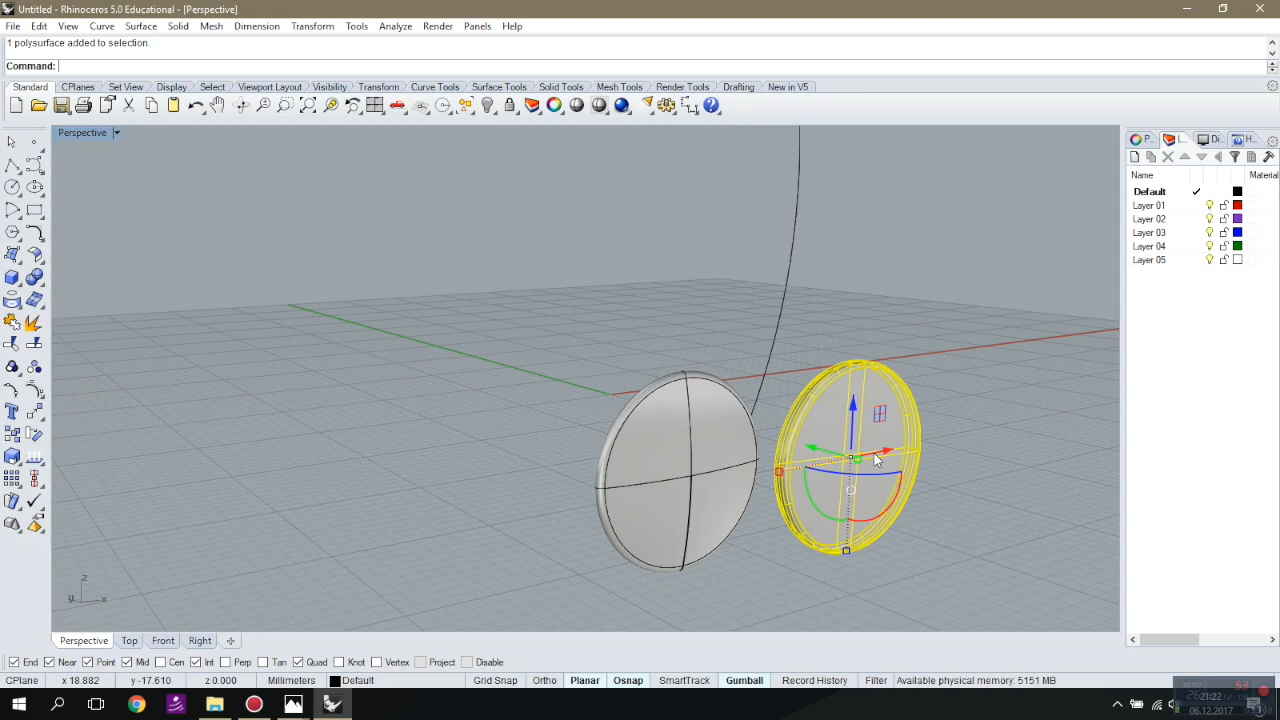 Untitled - Rhinoceros 5.0 Educational - [Perspective]
File Edit View Curve Surface Solid Mesh Dimension Transform Tools Analyze Render Panels Help
1 polysurface added to selection.
Command:
Standard CPlanes Set View Display Select Viewport Layout Visibility Transform Curve Tools Surface Tools Solid Tools Mesh Tools Render Tools Drafting New in V5
Perspective
P... L... Di... H...
Name Material
Default
Layer 01
Layer 02
Layer 03
Layer 04
Layer 05
z
y x
Perspective Top Front Right
End Near Point Mid Cen Int Perp Tan Quad Knot Vertex Project Disable
CPlane x 18.882 y -17.610 z 0.000 Millimeters Default Grid Snap Ortho Planar Osnap SmartTrack Gumball Record History Filter Available physical memory: 5151 MB
21:22
06.12.2017